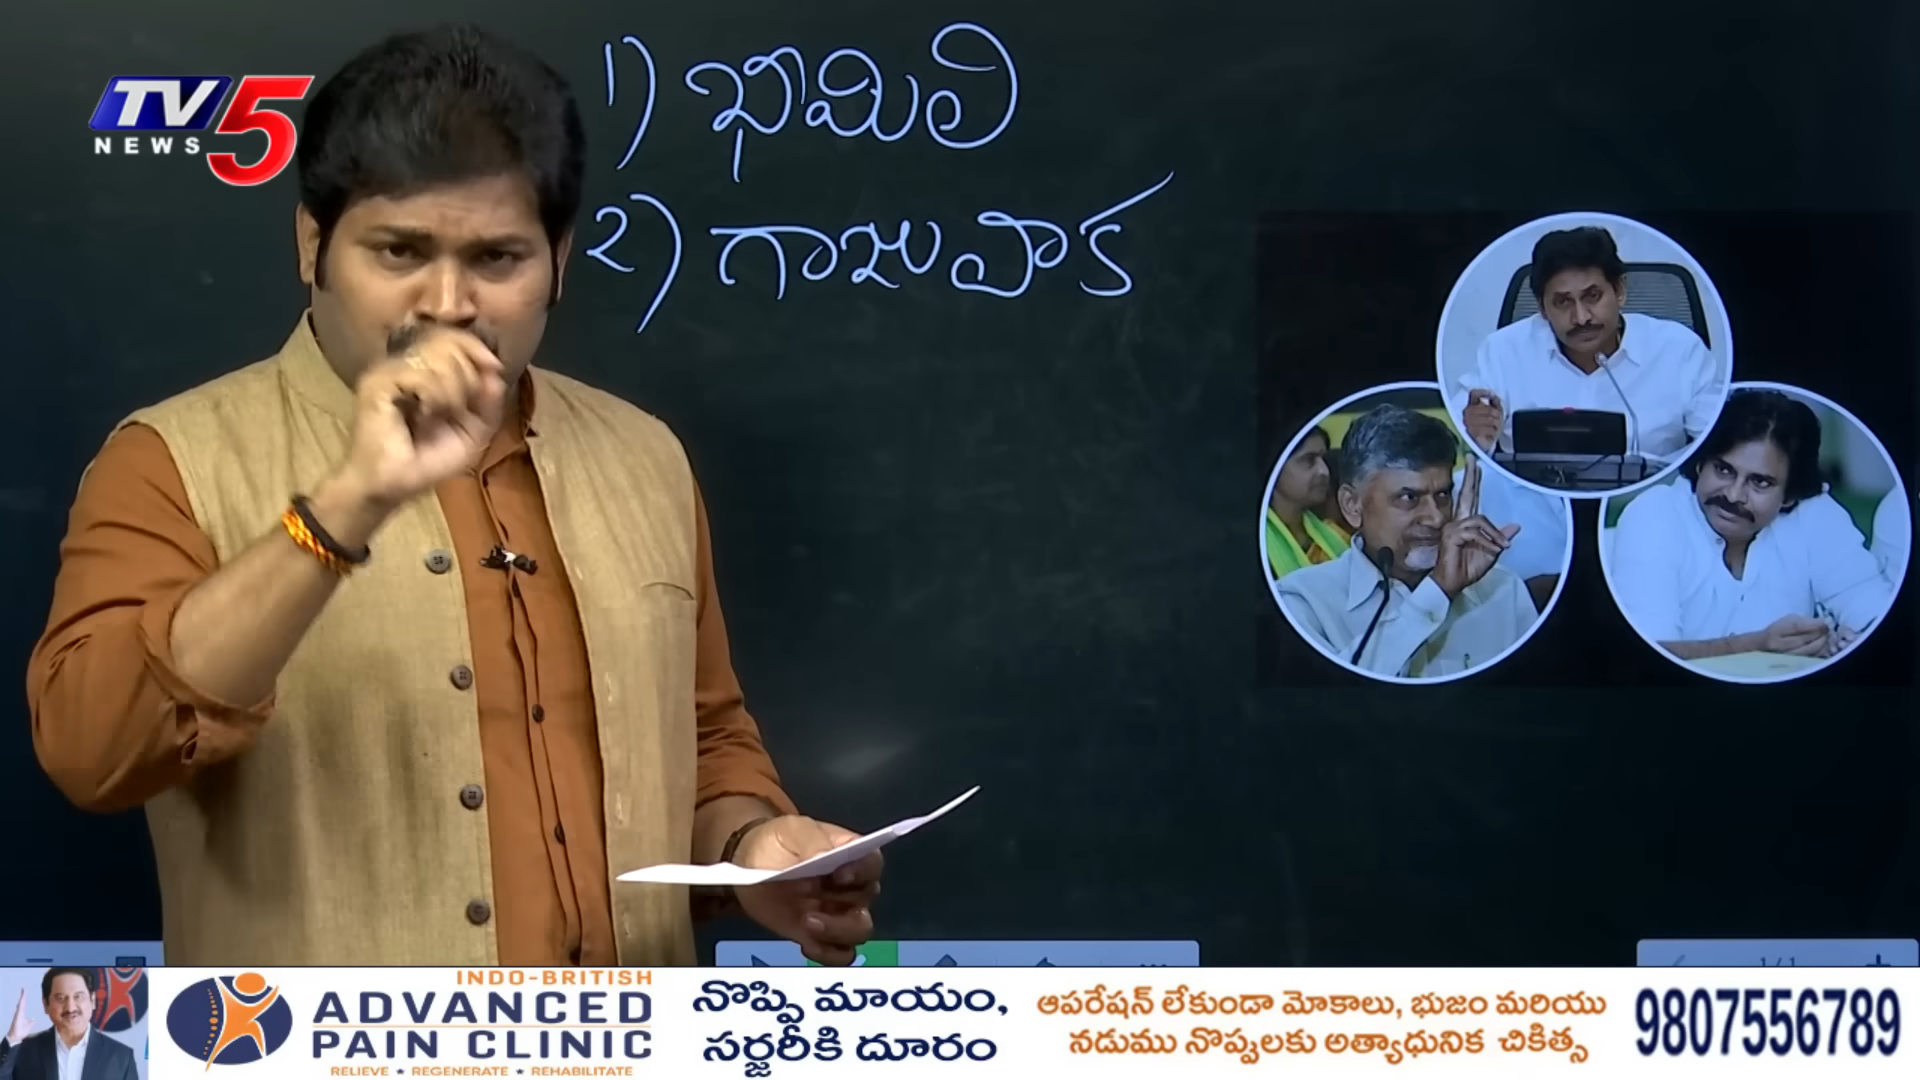 TV5
NEWS
1) భీమిలి
2) గాజువాక
INDO-BRITISH
ADVANCED
PAIN CLINIC
RELIEVE ★ REGENERATE ★ REHABILITATE
నొప్పి మాయం,
సర్జరీకి దూరం
ఆపరేషన్ లేకుండా మోకాలు, భుజం మరియు
నడుము నొప్పులకు అత్యాధునిక చికిత్స
9807556789